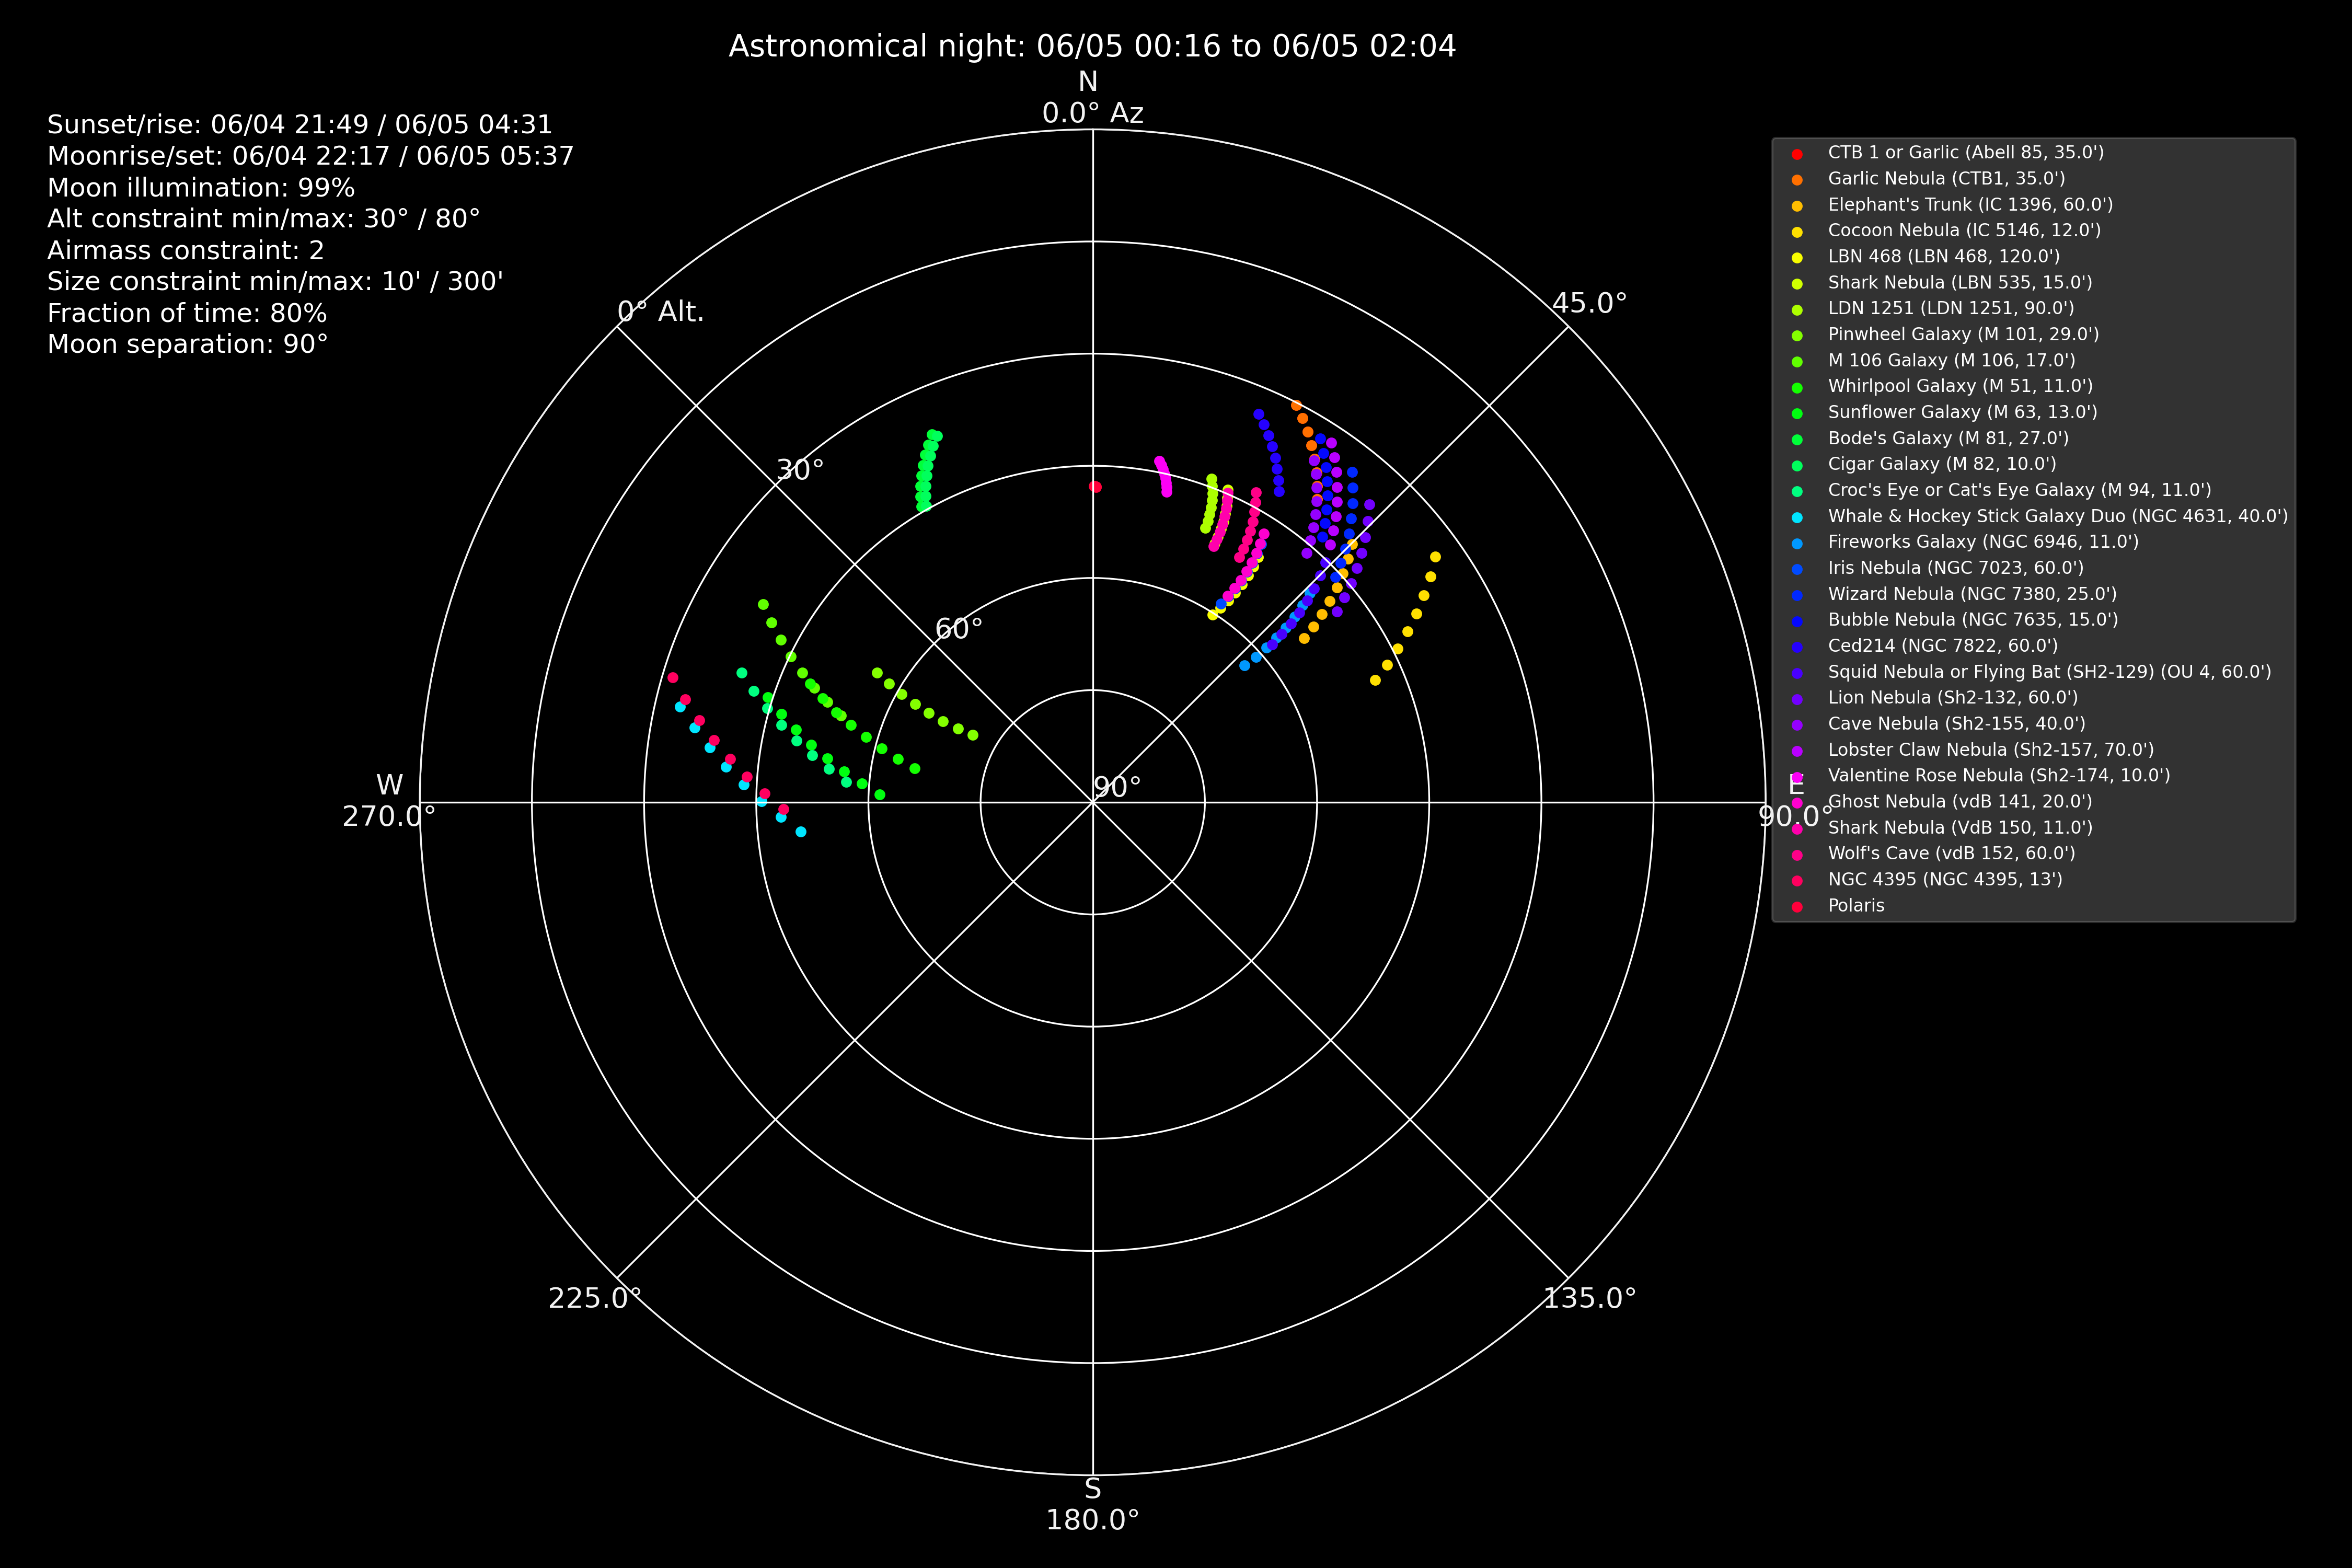 Astronomical night: 06/05 00:16 to 06/05 02:04
N
0.0° Az
Sunset/rise: 06/04 21:49 / 06/05 04:31
Moonrise/set: 06/04 22:17 / 06/05 05:37
Moon illumination: 99%
Alt constraint min/max: 30° / 80°
Airmass constraint: 2
Size constraint min/max: 10' / 300'
Fraction of time: 80%
Moon separation: 90°
0° Alt.
30°
60°
90°
45.0°
E
90.0°
135.0°
S
180.0°
225.0°
W
270.0°
CTB 1 or Garlic (Abell 85, 35.0')
Garlic Nebula (CTB1, 35.0')
Elephant's Trunk (IC 1396, 60.0')
Cocoon Nebula (IC 5146, 12.0')
LBN 468 (LBN 468, 120.0')
Shark Nebula (LBN 535, 15.0')
LDN 1251 (LDN 1251, 90.0')
Pinwheel Galaxy (M 101, 29.0')
M 106 Galaxy (M 106, 17.0')
Whirlpool Galaxy (M 51, 11.0')
Sunflower Galaxy (M 63, 13.0')
Bode's Galaxy (M 81, 27.0')
Cigar Galaxy (M 82, 10.0')
Croc's Eye or Cat's Eye Galaxy (M 94, 11.0')
Whale & Hockey Stick Galaxy Duo (NGC 4631, 40.0')
Fireworks Galaxy (NGC 6946, 11.0')
Iris Nebula (NGC 7023, 60.0')
Wizard Nebula (NGC 7380, 25.0')
Bubble Nebula (NGC 7635, 15.0')
Ced214 (NGC 7822, 60.0')
Squid Nebula or Flying Bat (SH2-129) (OU 4, 60.0')
Lion Nebula (Sh2-132, 60.0')
Cave Nebula (Sh2-155, 40.0')
Lobster Claw Nebula (Sh2-157, 70.0')
Valentine Rose Nebula (Sh2-174, 10.0')
Ghost Nebula (vdB 141, 20.0')
Shark Nebula (VdB 150, 11.0')
Wolf's Cave (vdB 152, 60.0')
NGC 4395 (NGC 4395, 13')
Polaris